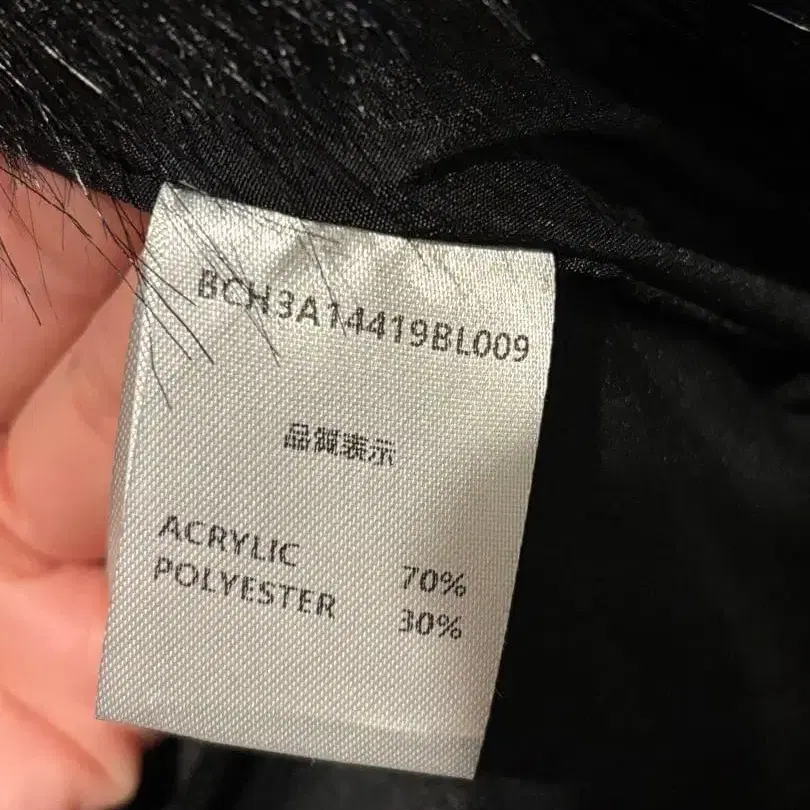 BCH3A14419BL009
品質表示
ACRYLIC 70%
POLYESTER 30%